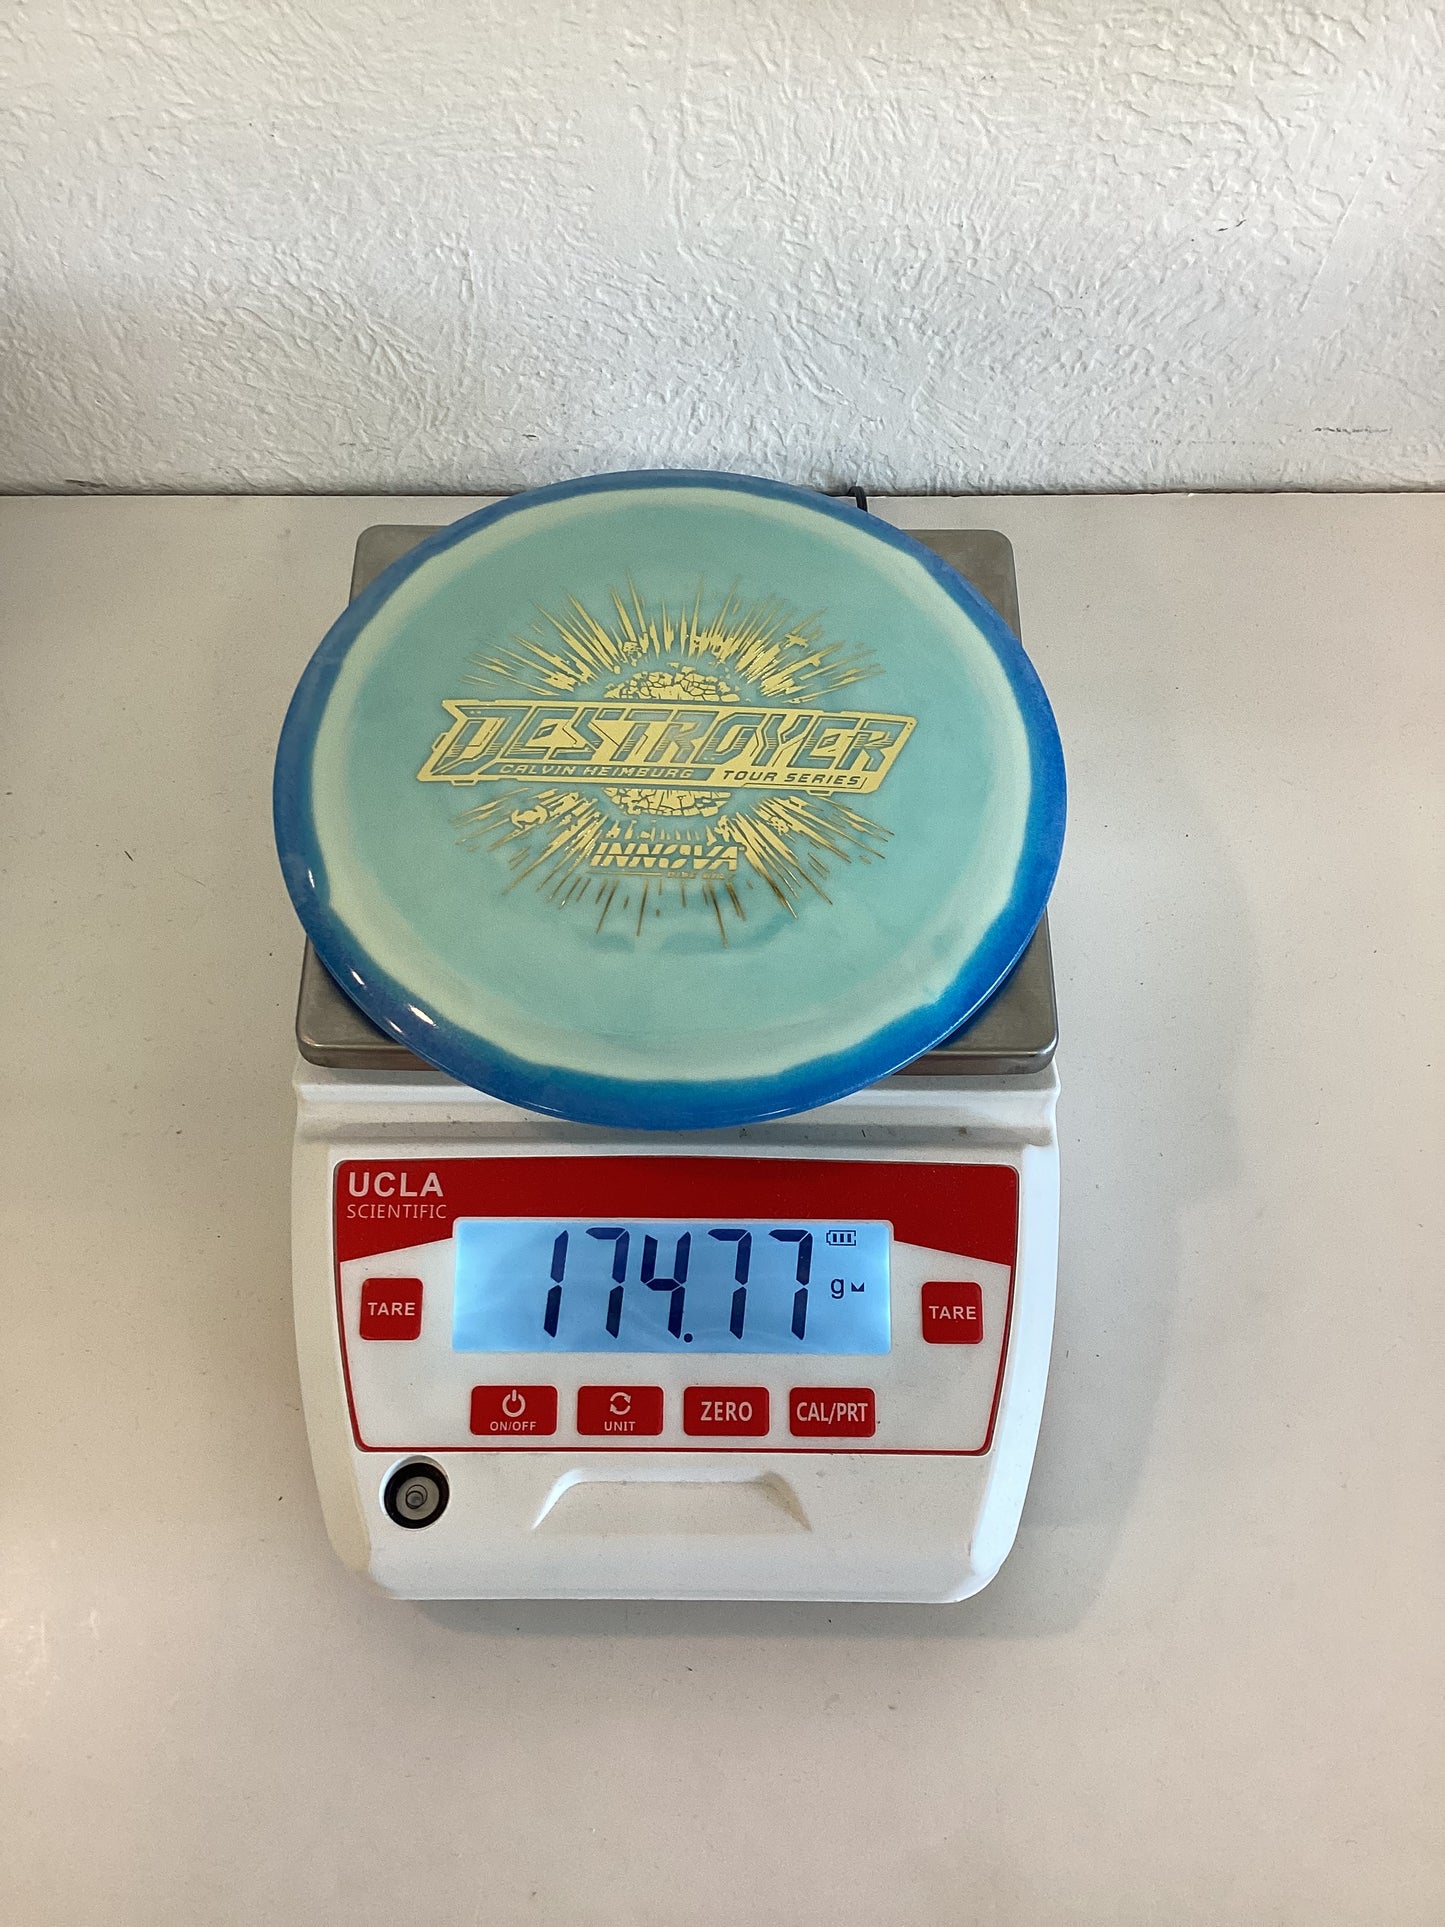 DESTROYER
CALVIN HEIMBURG TOUR SERIES
INNOVA
UCLA
SCIENTIFIC
174.77
g
TARE
TARE
ON/OFF
UNIT
ZERO
CAL/PRT